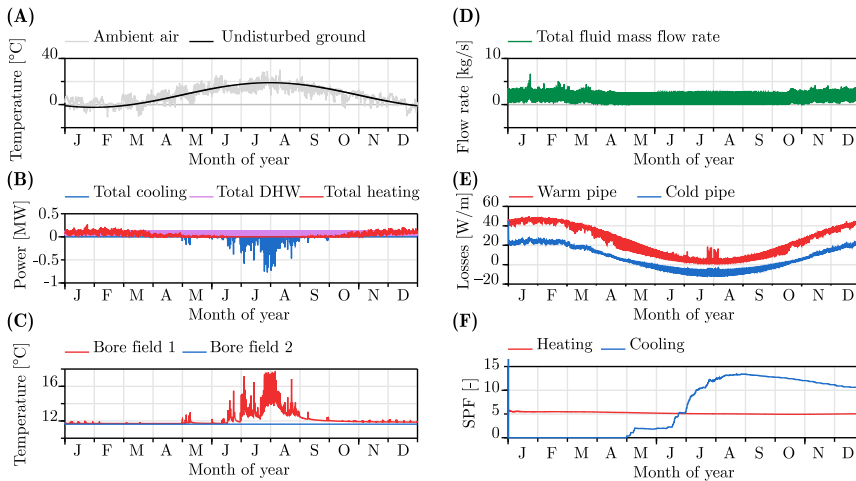 (A)
Ambient air Undisturbed ground
Temperature [°C]
40
0
J F M A M J J A S O N D
Month of year
(B)
Total cooling Total DHW Total heating
Power [MW]
0.5
0
−0.5
−1
J F M A M J J A S O N D
Month of year
(C)
Bore field 1 Bore field 2
Temperature [°C]
16
12
J F M A M J J A S O N D
Month of year
(D)
Total fluid mass flow rate
Flow rate [kg/s]
10
0
J F M A M J J A S O N D
Month of year
(E)
Warm pipe Cold pipe
Losses [W/m]
60
40
20
0
−20
J F M A M J J A S O N D
Month of year
(F)
Heating Cooling
SPF [-]
15
10
5
0
J F M A M J J A S O N D
Month of year